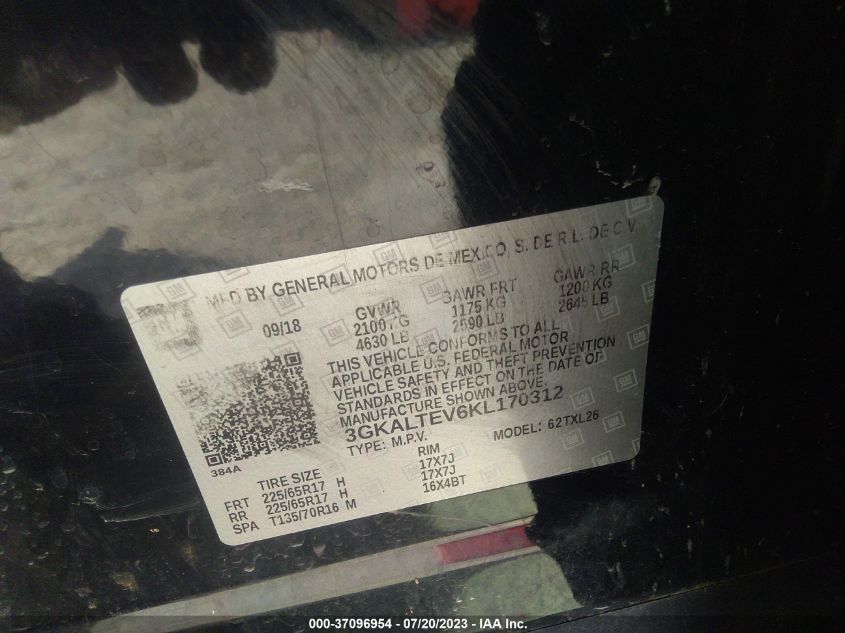 MFD BY GENERAL MOTORS DE MEXICO, S. DE R.L. DE C.V
09/18
GVWR GAWR FRT GAWR RR
2100 KG 1175 KG 1200 KG
4630 LB 2590 LB 2645 LB
THIS VEHICLE CONFORMS TO ALL
APPLICABLE U.S. FEDERAL MOTOR
VEHICLE SAFETY AND THEFT PREVENTION
STANDARDS IN EFFECT ON THE DATE OF
MANUFACTURE SHOWN ABOVE.
3GKALTEV6KL170312
TYPE: M.P.V. MODEL: 62TXL26
384A
TIRE SIZE RIM
FRT 225/65R17 H 17X7J
RR 225/65R17 H 17X7J
SPA T135/70R16 M 16X4BT
000-37096954 / 07/20/2023 - IAA Inc.